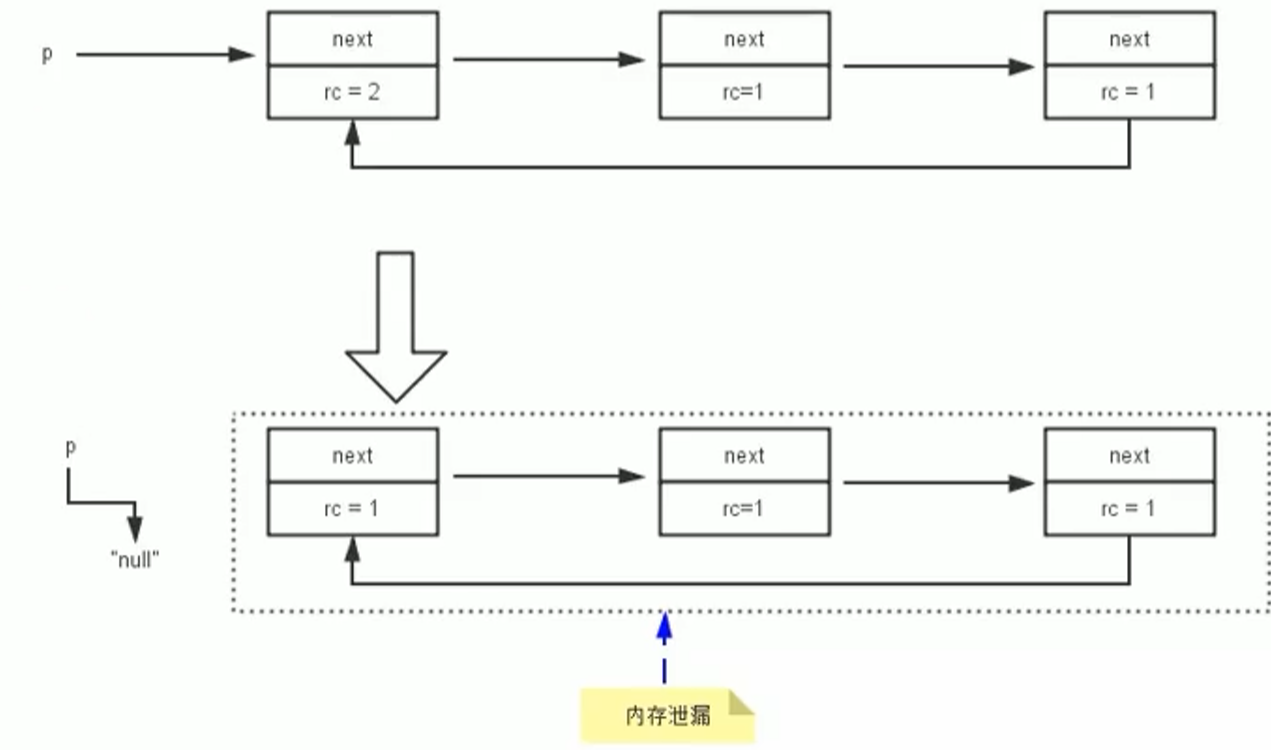 p
next
next
next
rc = 2
rc=1
rc = 1
p
"null"
next
next
next
rc = 1
rc=1
rc = 1
内存泄漏